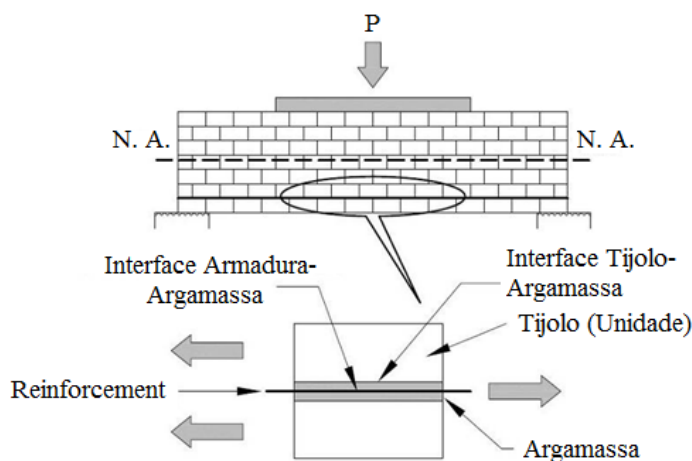 P
N. A.
N. A.
Interface Armadura-
Argamassa
Interface Tijolo-
Argamassa
Tijolo (Unidade)
Reinforcement
Argamassa